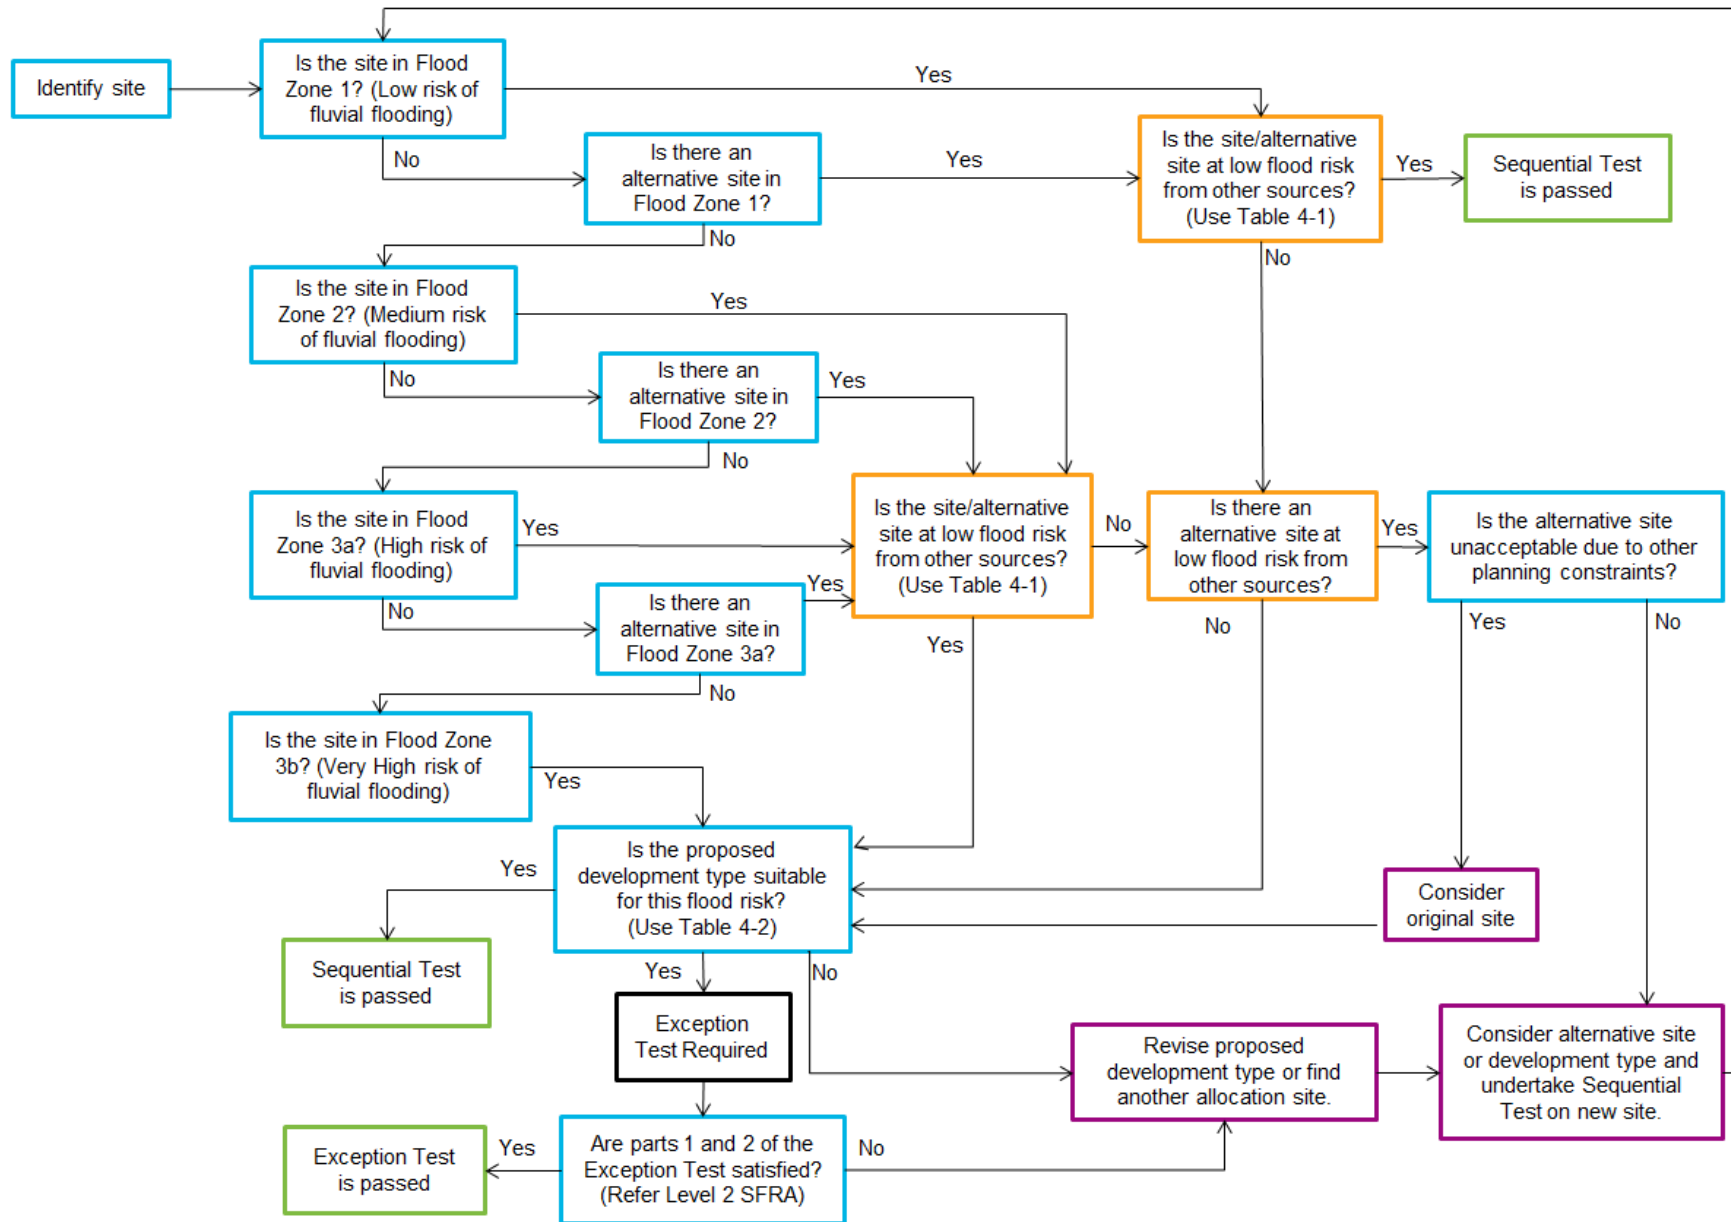 Identify site
Is the site in Flood
Zone 1? (Low risk of
fluvial flooding)
Yes
No
Is there an
alternative site in
Flood Zone 1?
Yes
No
Is the site/alternative
site at low flood risk
from other sources?
(Use Table 4-1)
Yes
No
Sequential Test
is passed
Is the site in Flood
Zone 2? (Medium risk
of fluvial flooding)
Yes
No
Is there an
alternative site in
Flood Zone 2?
Yes
No
Is the site in Flood
Zone 3a? (High risk of
fluvial flooding)
Yes
No
Is there an
alternative site in
Flood Zone 3a?
Yes
No
Is the site/alternative
site at low flood risk
from other sources?
(Use Table 4-1)
No
Yes
Is there an
alternative site at
low flood risk from
other sources?
Yes
No
Is the alternative site
unacceptable due to other
planning constraints?
Yes
No
Is the site in Flood Zone
3b? (Very High risk of
fluvial flooding)
Yes
Is the proposed
development type suitable
for this flood risk?
(Use Table 4-2)
Yes
Yes
No
Consider
original site
Sequential Test
is passed
Exception
Test Required
Revise proposed
development type or find
another allocation site.
Consider alternative site
or development type and
undertake Sequential
Test on new site.
Are parts 1 and 2 of the
Exception Test satisfied?
(Refer Level 2 SFRA)
Yes
No
Exception Test
is passed